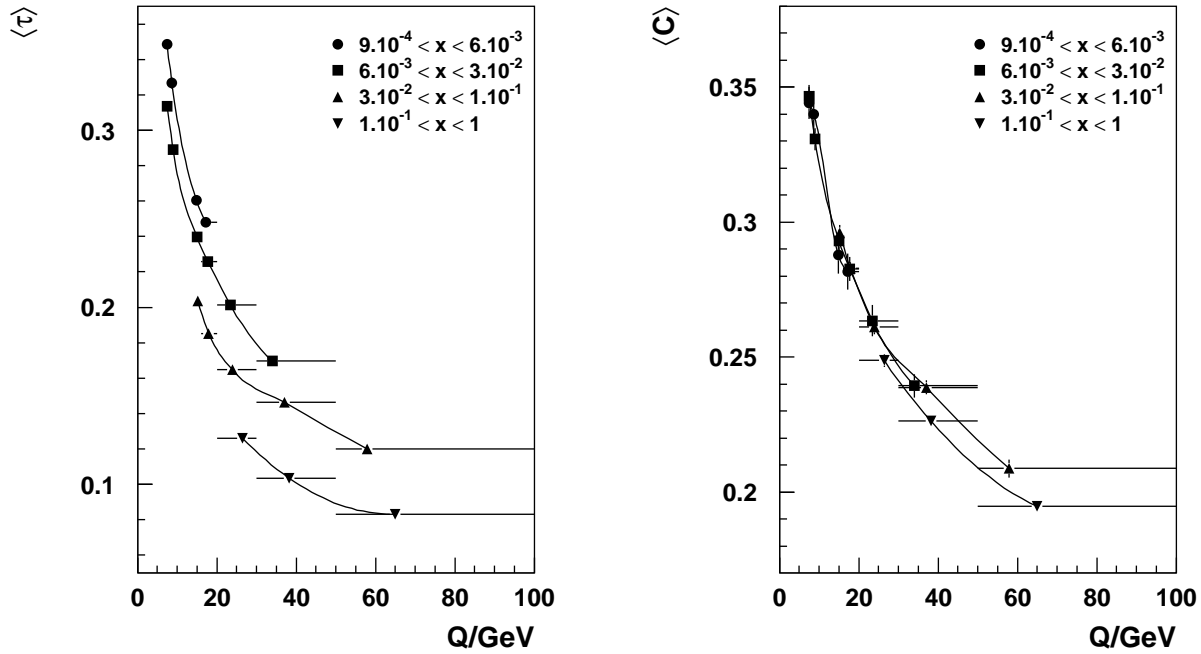 ⟨τ⟩
9.10⁻⁴ < x < 6.10⁻³
6.10⁻³ < x < 3.10⁻²
3.10⁻² < x < 1.10⁻¹
1.10⁻¹ < x < 1
0.3
0.2
0.1
0 20 40 60 80 100
Q/GeV
⟨C⟩
9.10⁻⁴ < x < 6.10⁻³
6.10⁻³ < x < 3.10⁻²
3.10⁻² < x < 1.10⁻¹
1.10⁻¹ < x < 1
0.35
0.3
0.25
0.2
0 20 40 60 80 100
Q/GeV